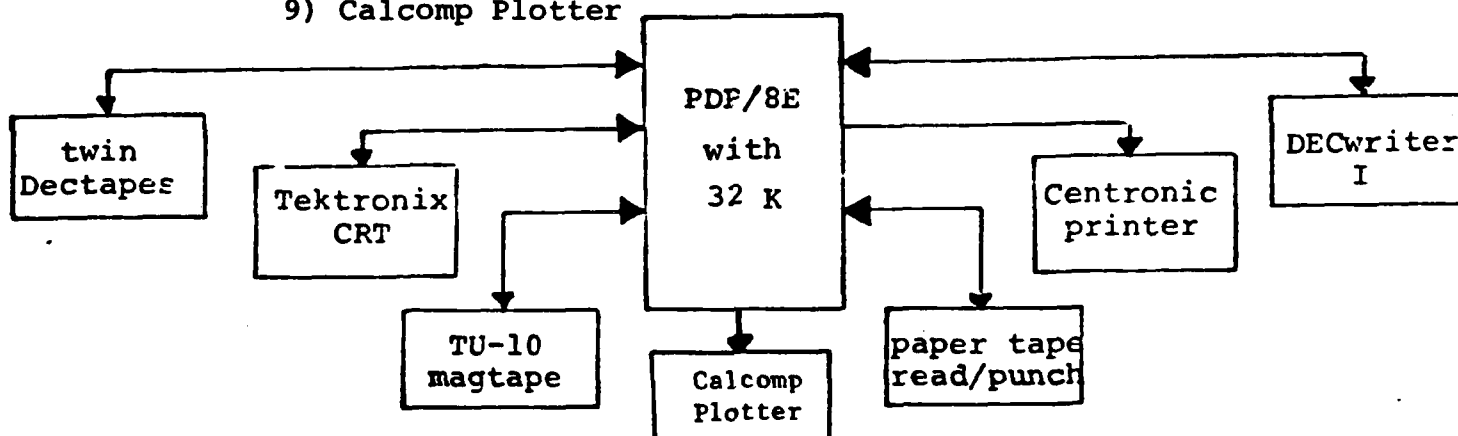 9) Calcomp Plotter
PDP/8E
with
32 K
twin
Dectapes
Tektronix
CRT
TU-10
magtape
Calcomp
Plotter
paper tape
read/punch
Centronic
printer
DECwriter
I